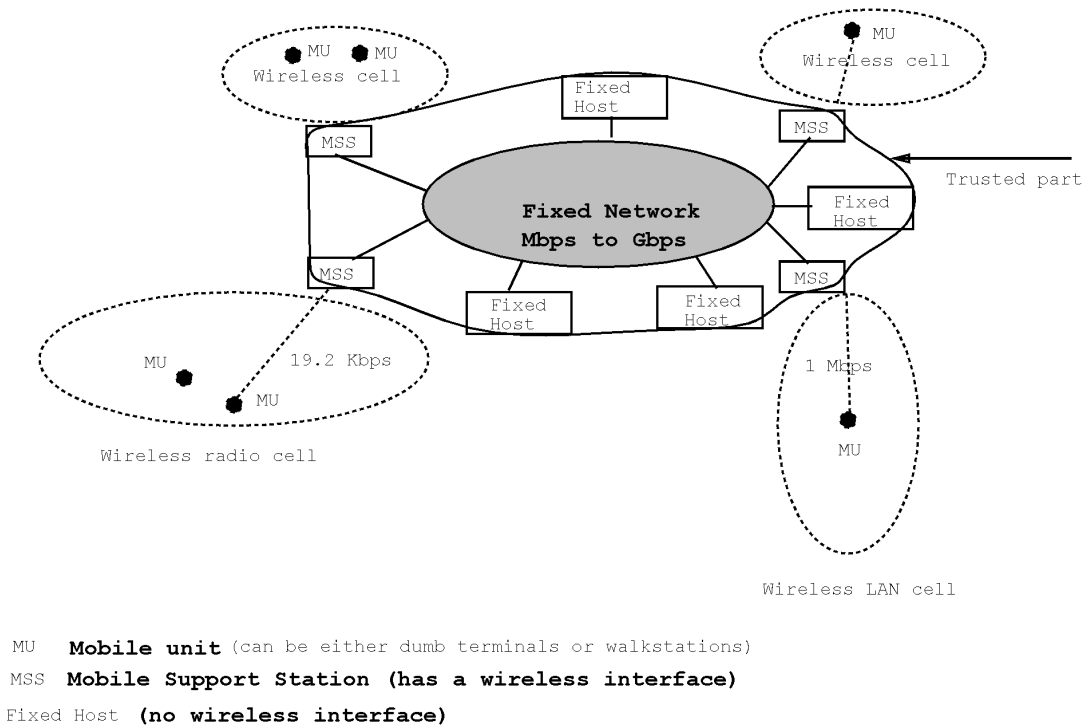 MU
MU
Wireless cell
MU
Wireless cell
Fixed
Host
MSS
MSS
Trusted part
Fixed
Host
Fixed Network
Mbps to Gbps
MSS
MSS
Fixed
Host
Fixed
Host
MU
19.2 Kbps
MU
1 Mbps
MU
Wireless radio cell
Wireless LAN cell
MU Mobile unit (can be either dumb terminals or walkstations)
MSS Mobile Support Station (has a wireless interface)
Fixed Host (no wireless interface)